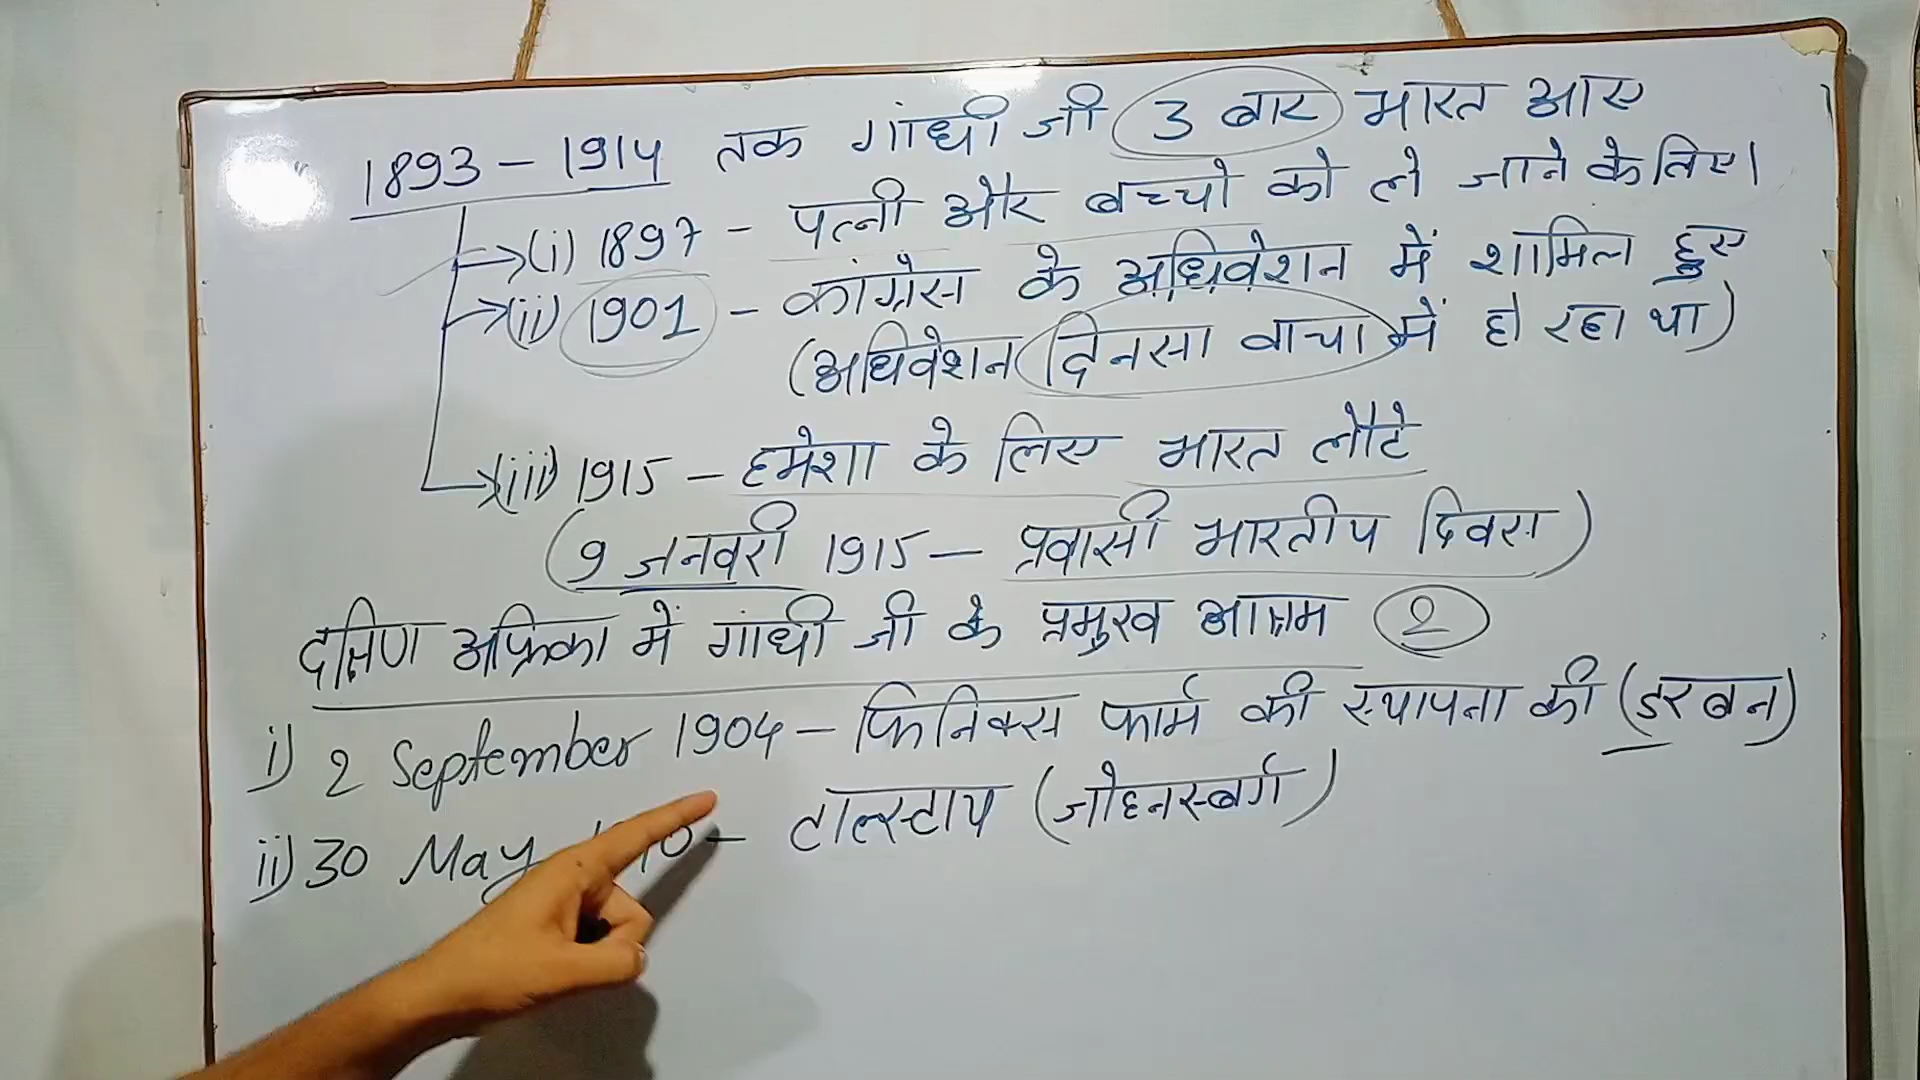 1893 - 1914 तक गांधी जी 3 बार भारत आए
→(i) 1897 - पत्नी और बच्चो को ले जाने के लिए।
→(ii) 1901 - कांग्रेस के अधिवेशन में शामिल हुए
(अधिवेशन दिनसा वाचा में हो रहा था)
→(iii) 1915 - हमेशा के लिए भारत लौटे
(9 जनवरी 1915 - प्रवासी भारतीय दिवस)
दक्षिण अफ्रिका में गांधी जी के प्रमुख आश्रम 2
i) 2 September 1904 - फिनिक्स फार्म की स्थापना की (डरबन)
ii) 30 May - टाल्स्टाय (जोहनस्बर्ग)